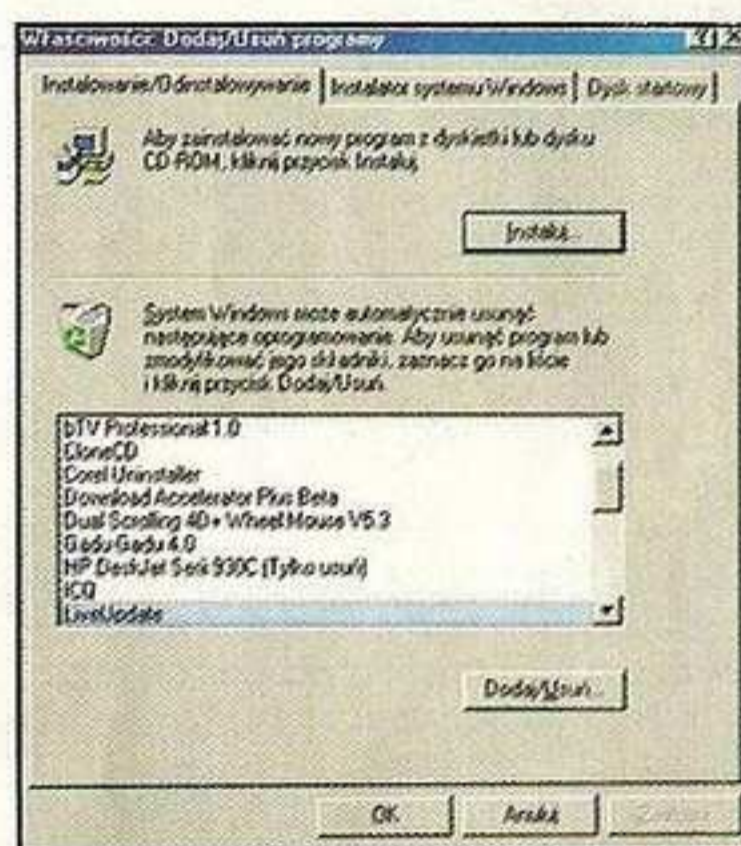 Właściwości: Dodaj/Usuń programy
Instalowanie/Odinstalowywanie Instalator systemu Windows Dysk startowy
Aby zainstalować nowy program z dyskietki lub dysku
CD-ROM, kliknij przycisk Instaluj.
Instaluj...
System Windows może automatycznie usunąć
następujące oprogramowanie. Aby usunąć program lub
zmodyfikować jego składniki, zaznacz go na liście
i kliknij przycisk Dodaj/Usuń.
bTV Professional 1.0
CloneCD
Corel Uninstaller
Download Accelerator Plus Beta
Dual Scrolling 4D+ Wheel Mouse V5.3
Gadu-Gadu 4.0
HP DeskJet Serii 930C (Tylko usuń)
ICQ
LiveUpdate
Dodaj/Usuń...
OK Anuluj